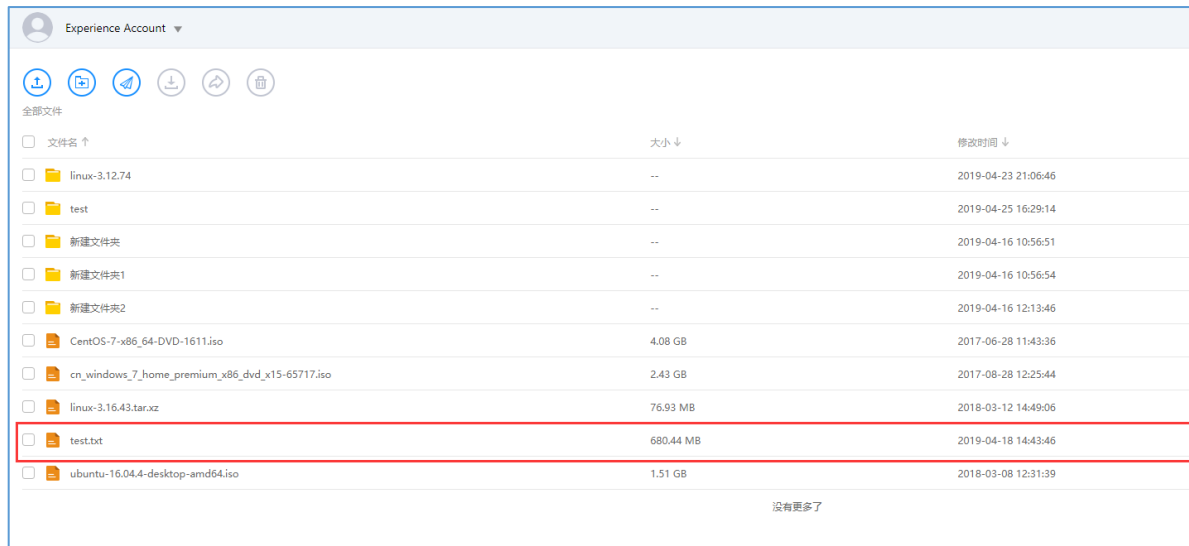 Experience Account
全部文件
文件名 大小 修改时间
linux-3.12.74 -- 2019-04-23 21:06:46
test -- 2019-04-25 16:29:14
新建文件夹 -- 2019-04-16 10:56:51
新建文件夹1 -- 2019-04-16 10:56:54
新建文件夹2 -- 2019-04-16 12:13:46
CentOS-7-x86_64-DVD-1611.iso 4.08 GB 2017-06-28 11:43:36
cn_windows_7_home_premium_x86_dvd_x15-65717.iso 2.43 GB 2017-08-28 12:25:44
linux-3.16.43.tar.xz 76.93 MB 2018-03-12 14:49:06
test.txt 680.44 MB 2019-04-18 14:43:46
ubuntu-16.04.4-desktop-amd64.iso 1.51 GB 2018-03-08 12:31:39
没有更多了